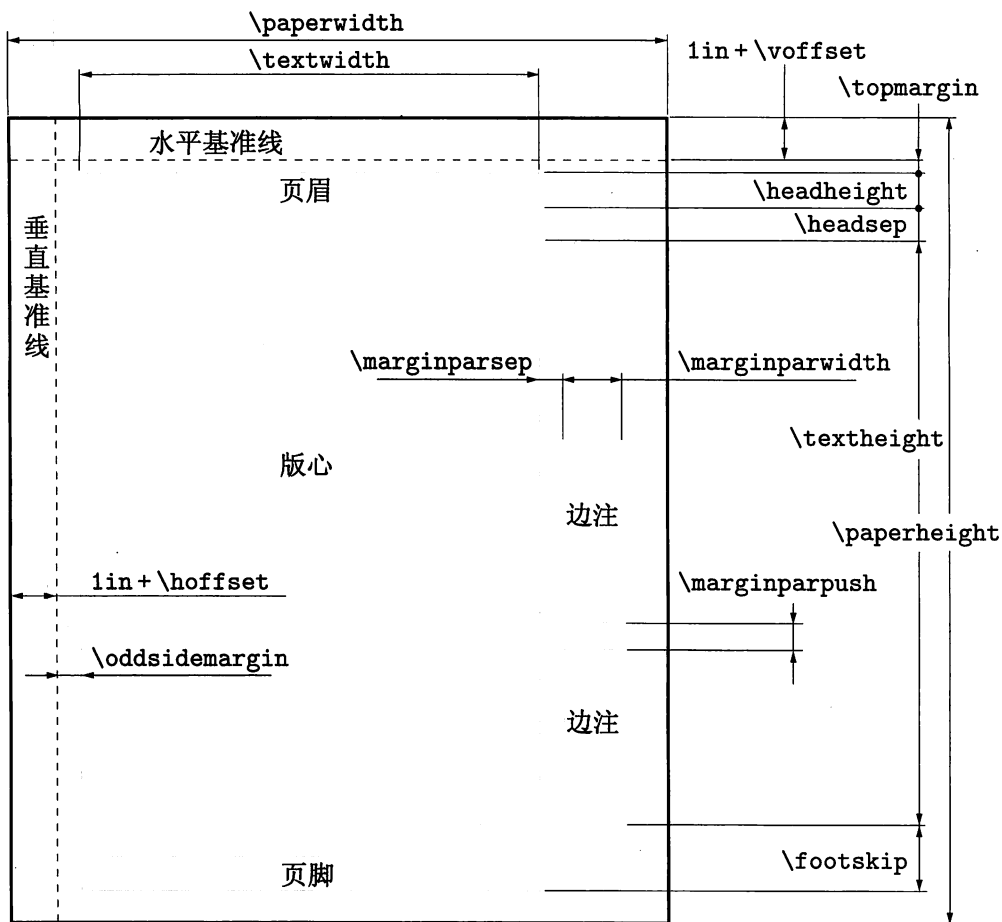 \paperwidth
\textwidth
1in + \voffset
\topmargin
水平基准线
页眉
\headheight
\headsep
垂直基准线
\marginparsep
\marginparwidth
\textheight
版心
边注
\paperheight
1in + \hoffset
\marginparpush
\oddsidemargin
边注
\footskip
页脚